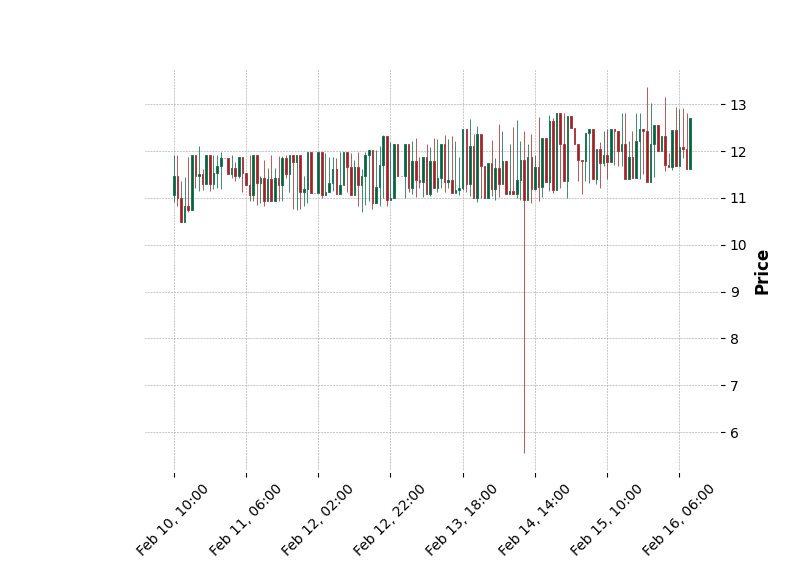 13
12
11
10
9
8
7
6
Price
Feb 10, 10:00
Feb 11, 06:00
Feb 12, 02:00
Feb 12, 22:00
Feb 13, 18:00
Feb 14, 14:00
Feb 15, 10:00
Feb 16, 06:00